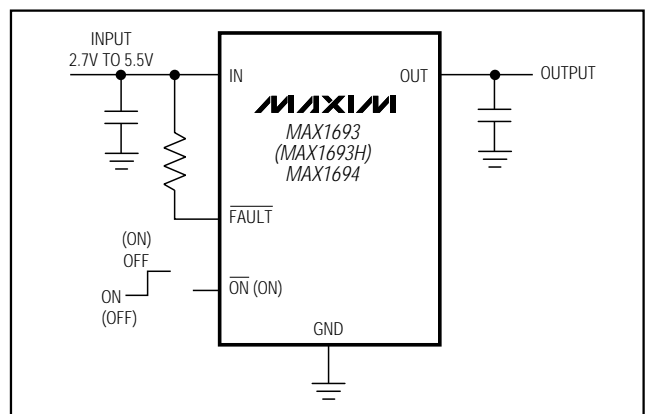 INPUT
2.7V TO 5.5V
IN
OUT
OUTPUT
MAXIM
MAX1693
(MAX1693H)
MAX1694
FAULT
(ON)
OFF
ON
(OFF)
ON (ON)
GND